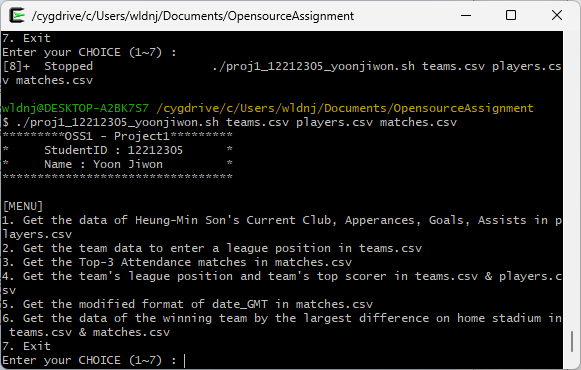 /cygdrive/c/Users/wldnj/Documents/OpensourceAssignment
7. Exit
Enter your CHOICE (1~7) :
[8]+  Stopped                 ./proj1_12212305_yoonjiwon.sh teams.csv players.cs
v matches.csv
wldnj@DESKTOP-A2BK7S7 /cygdrive/c/Users/wldnj/Documents/OpensourceAssignment
$ ./proj1_12212305_yoonjiwon.sh teams.csv players.csv matches.csv
*********OSS1 - Project1*********
*     StudentID : 12212305      *
*     Name : Yoon Jiwon         *
*********************************
[MENU]
1. Get the data of Heung-Min Son's Current Club, Apperances, Goals, Assists in p
layers.csv
2. Get the team data to enter a league position in teams.csv
3. Get the Top-3 Attendance matches in matches.csv
4. Get the team's league position and team's top scorer in teams.csv & players.c
sv
5. Get the modified format of date_GMT in matches.csv
6. Get the data of the winning team by the largest difference on home stadium in
 teams.csv & matches.csv
7. Exit
Enter your CHOICE (1~7) :